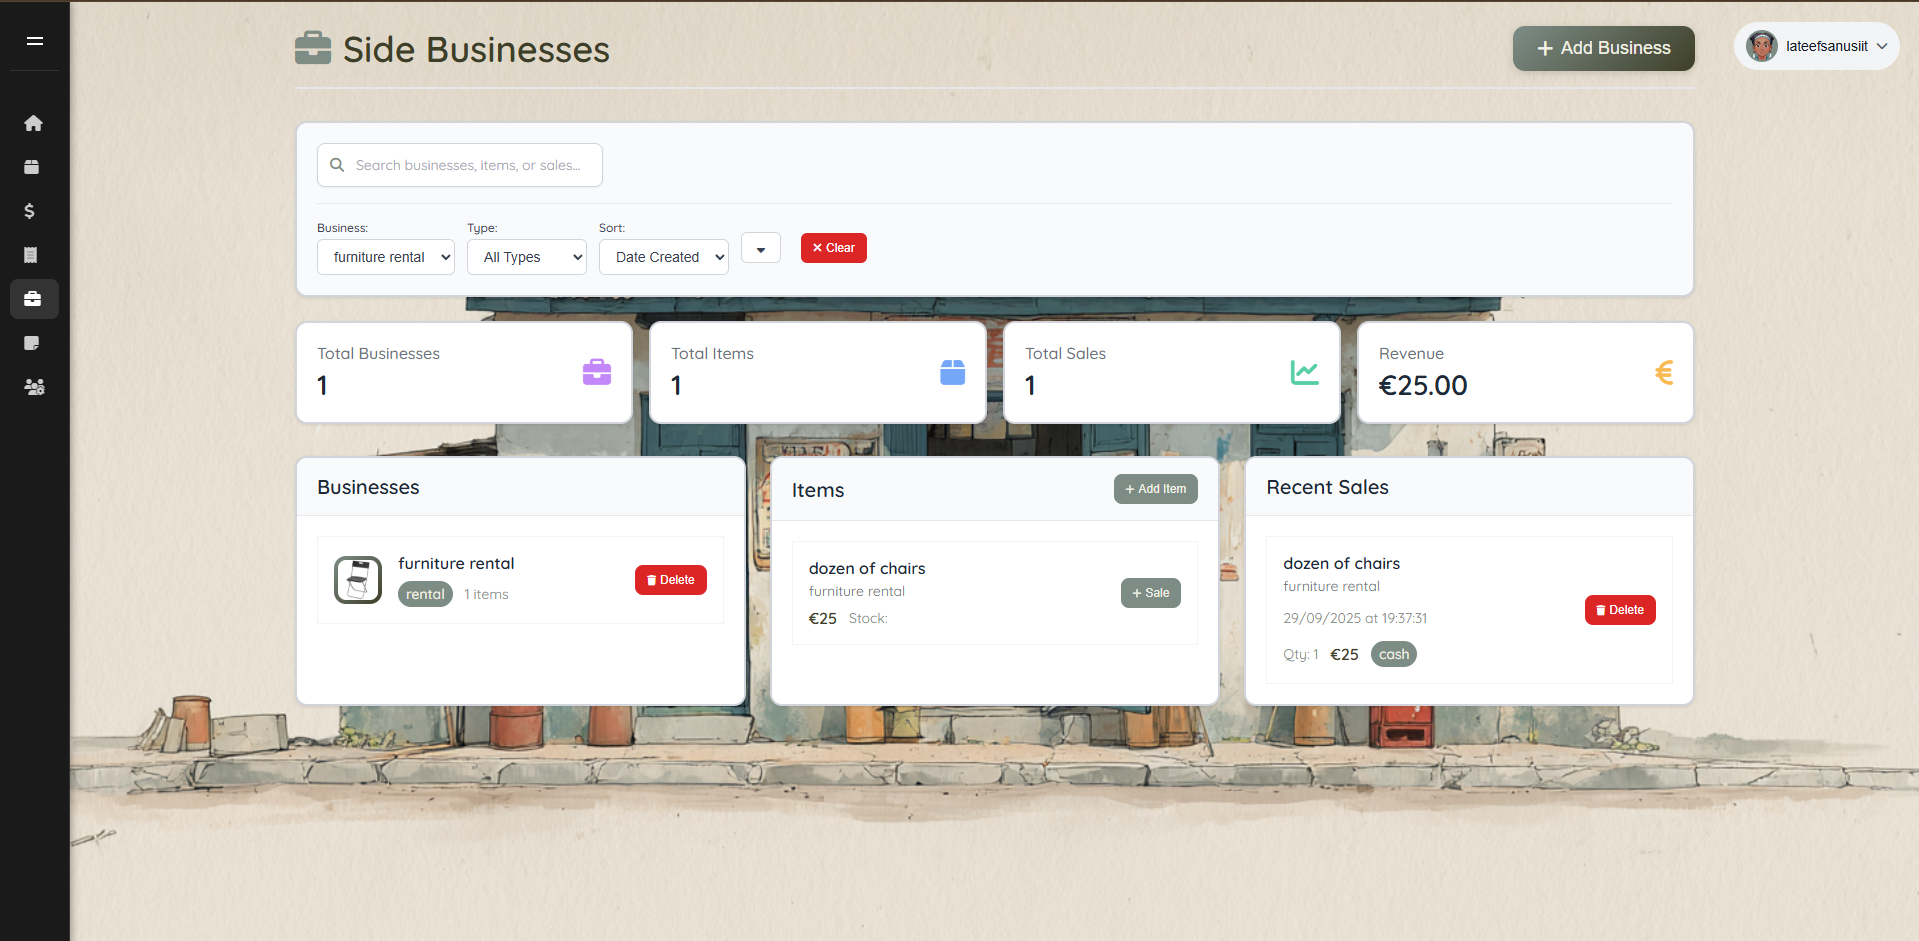 Side Businesses
Add Business
lateefsanusiit
Search businesses, items, or sales...
Business:
Type:
Sort:
furniture rental
All Types
Date Created
Clear
Total Businesses
1
Total Items
1
Total Sales
1
Revenue
€25.00
Businesses
furniture rental
rental
1 items
Delete
Items
+ Add Item
dozen of chairs
furniture rental
€25
Stock:
+ Sale
Recent Sales
dozen of chairs
furniture rental
29/09/2025 at 19:37:31
Qty: 1
€25
cash
Delete